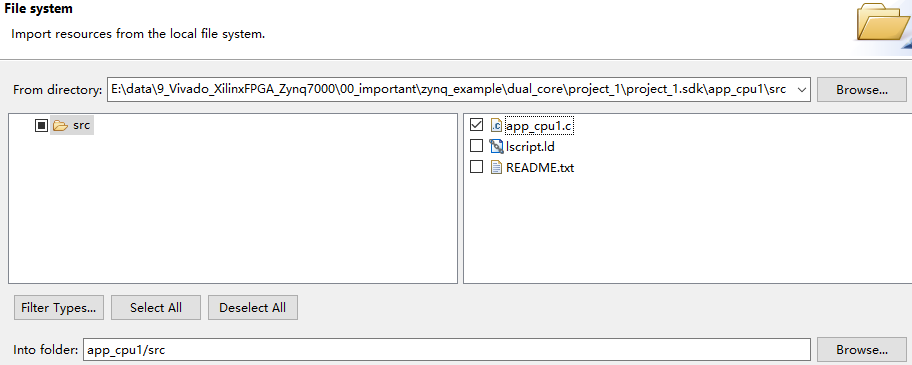 File system
Import resources from the local file system.
From directory: E:\data\9_Vivado_XilinxFPGA_Zynq7000\00_important\zynq_example\dual_core\project_1\project_1.sdk\app_cpu1\src Browse...
src
app_cpu1.c
lscript.ld
README.txt
Filter Types... Select All Deselect All
Into folder: app_cpu1/src Browse...